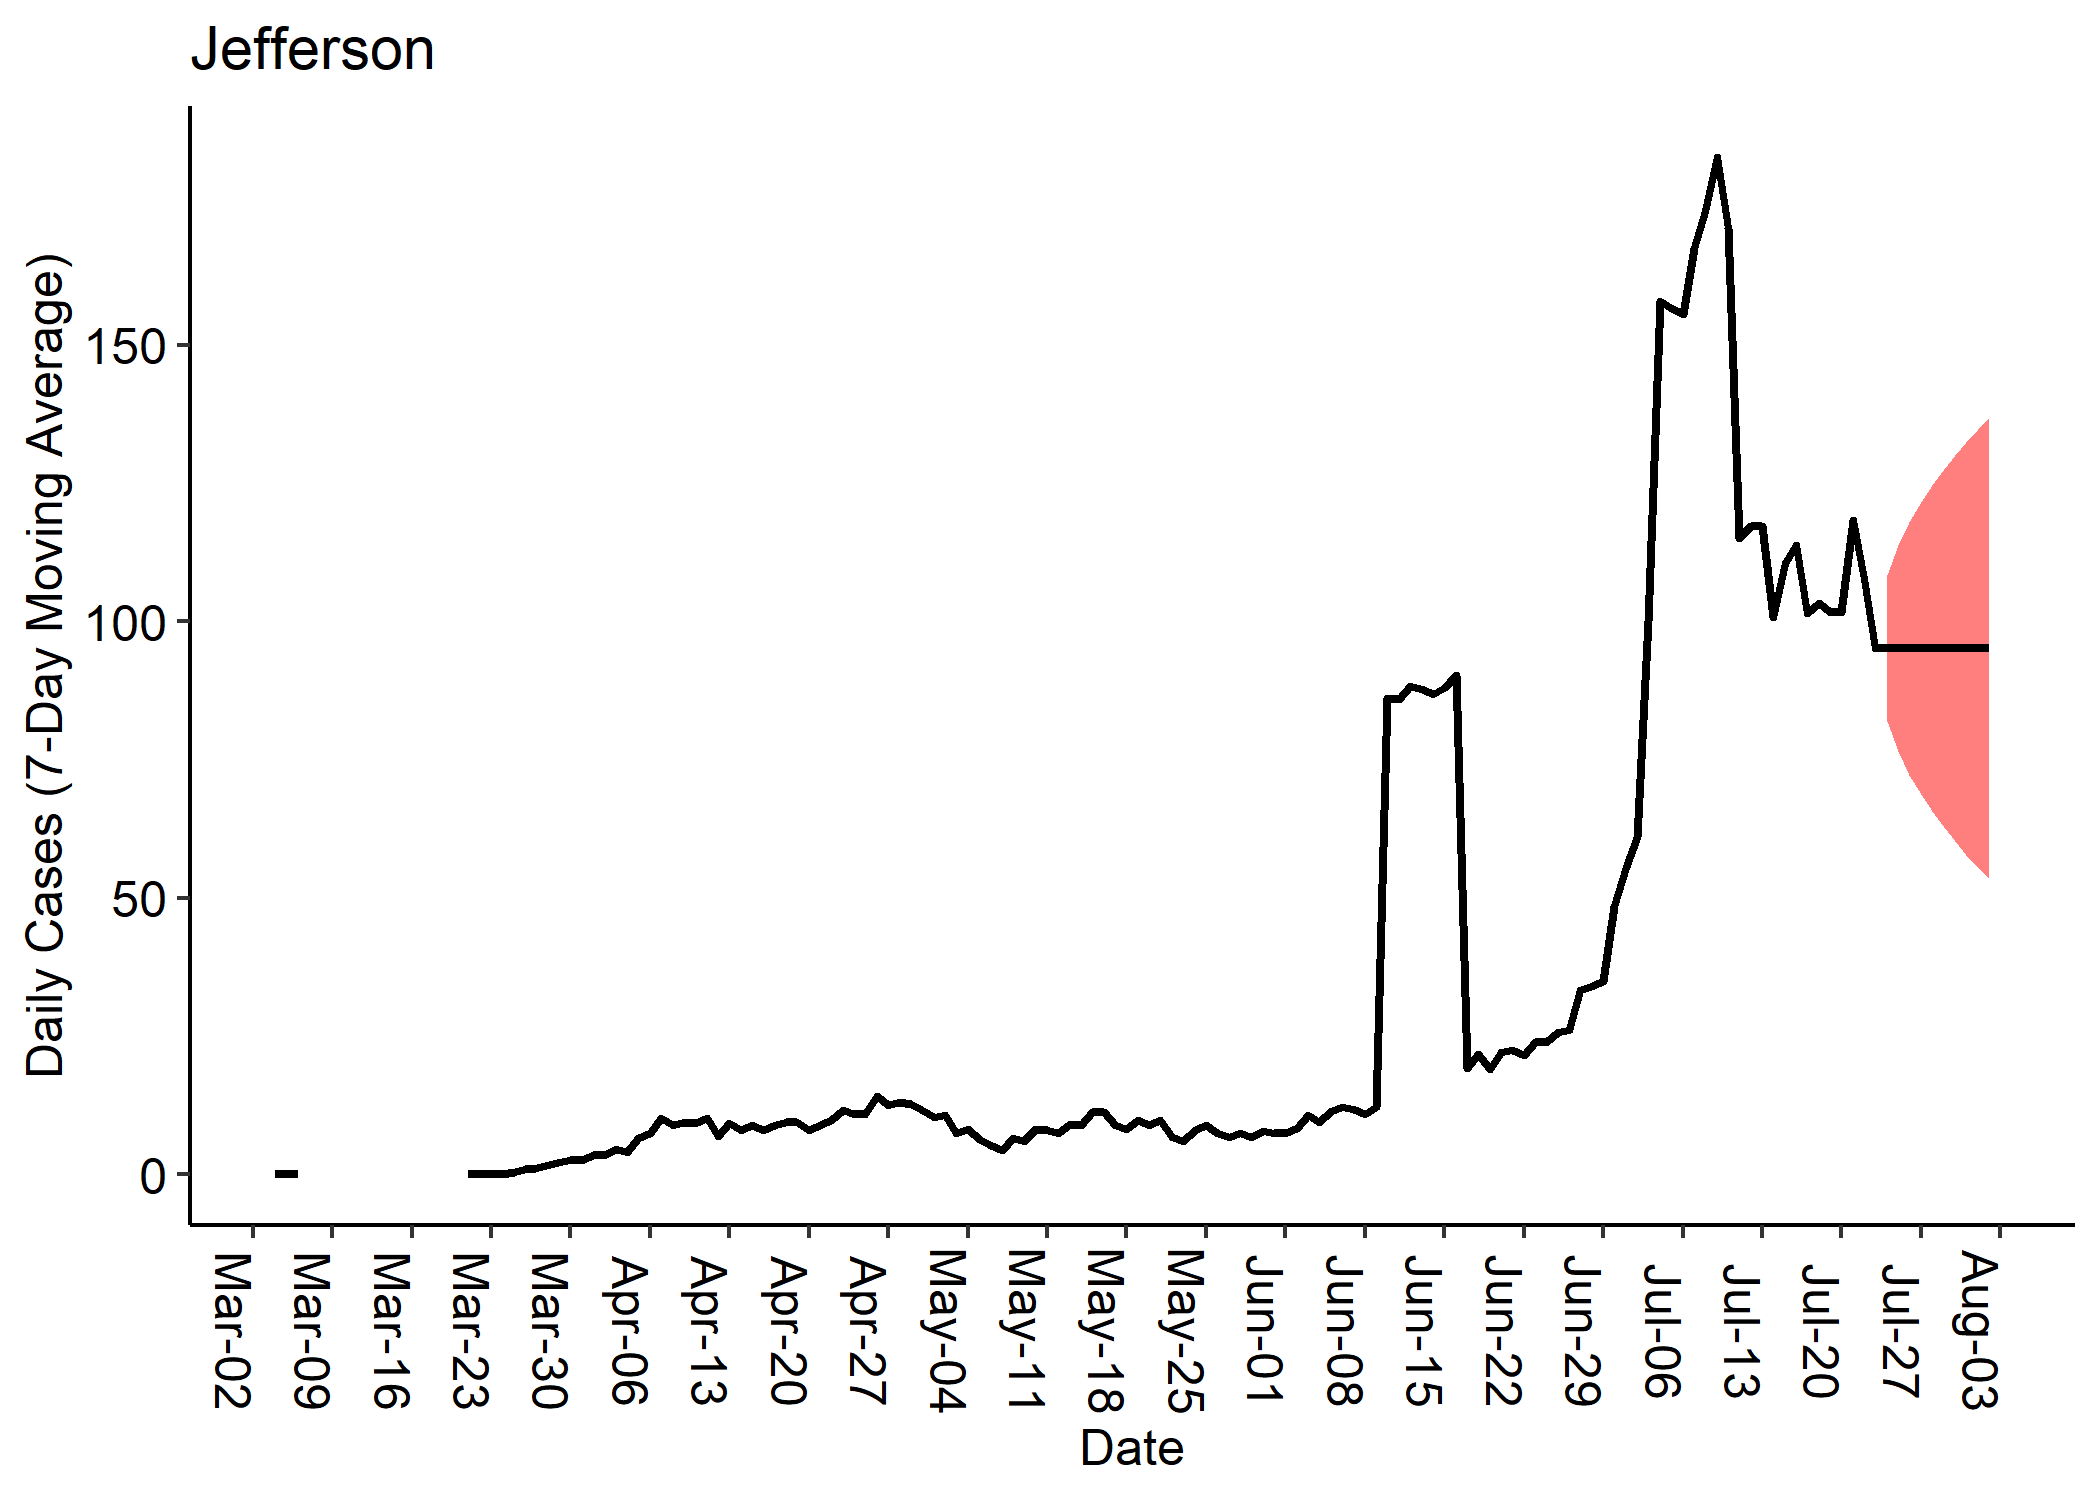 Jefferson
Daily Cases (7-Day Moving Average)
150
100
50
0
Mar-02
Mar-09
Mar-16
Mar-23
Mar-30
Apr-06
Apr-13
Apr-20
Apr-27
May-04
May-11
May-18
May-25
Jun-01
Jun-08
Jun-15
Jun-22
Jun-29
Jul-06
Jul-13
Jul-20
Jul-27
Aug-03
Date